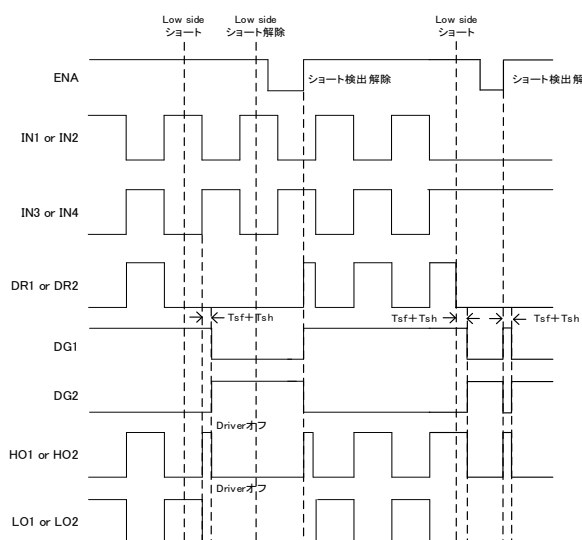 Low side
ショート
Low side
ショート解除
Low side
ショート
ENA
ショート検出解除
ショート検出解
IN1 or IN2
IN3 or IN4
DR1 or DR2
Tsf+Tsh
Tsf+Tsh
Tsf+Tsh
DG1
DG2
Driverオフ
HO1 or HO2
Driverオフ
LO1 or LO2